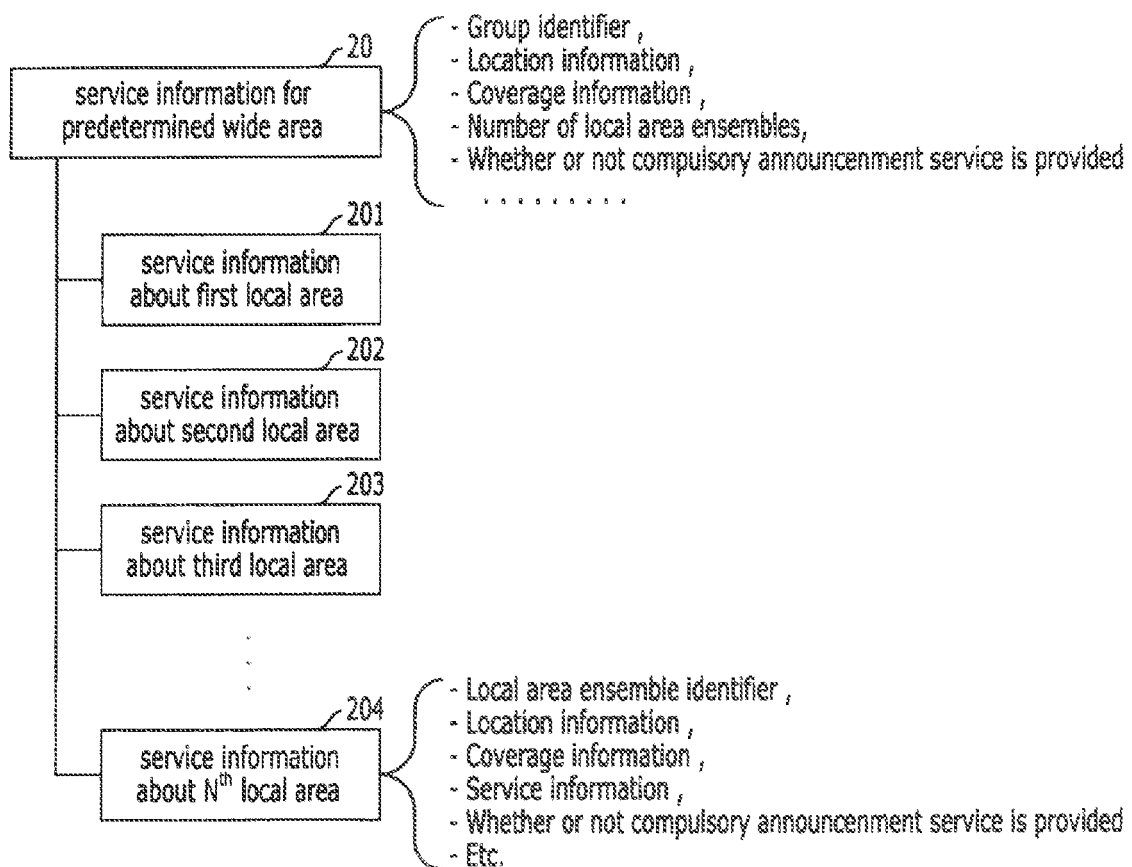 20
service information for
predetermined wide area
- Group identifier ,
- Location information ,
- Coverage Information ,
- Number of local area ensembles,
- Whether or not compulsory announcenment service is provided
. . . . . . . . .
201
service information
about first local area
202
service information
about second local area
203
service information
about third local area
204
service information
about Nth local area
- Local area ensemble identifier ,
- Location information ,
- Coverage information ,
- Service information ,
- Whether or not compulsory announcenment service is provided
- Etc.